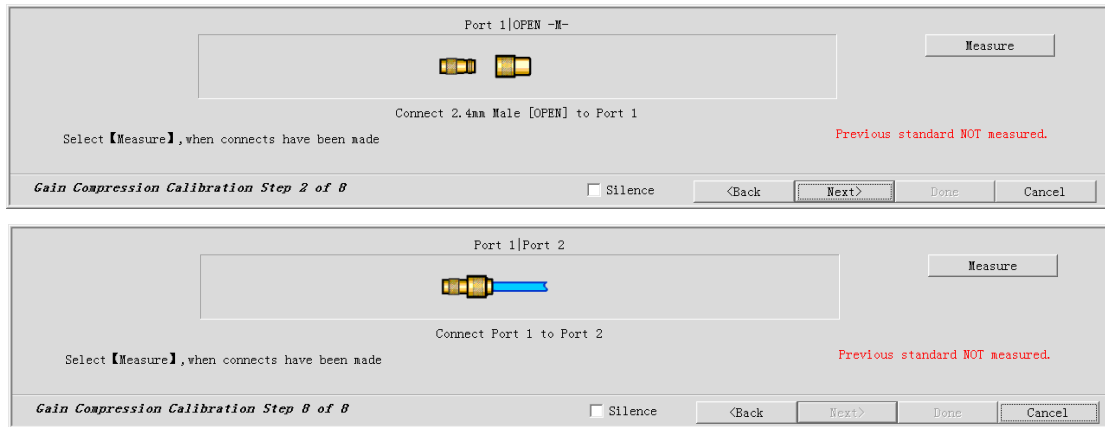 Port 1|OPEN -M-
Measure
Connect 2.4mm Male [OPEN] to Port 1
Select【Measure】,when connects have been made
Previous standard NOT measured.
Gain Compression Calibration Step 2 of 8
Silence
<Back
Next>
Done
Cancel
Port 1|Port 2
Measure
Connect Port 1 to Port 2
Select【Measure】,when connects have been made
Previous standard NOT measured.
Gain Compression Calibration Step 8 of 8
Silence
<Back
Next>
Done
Cancel